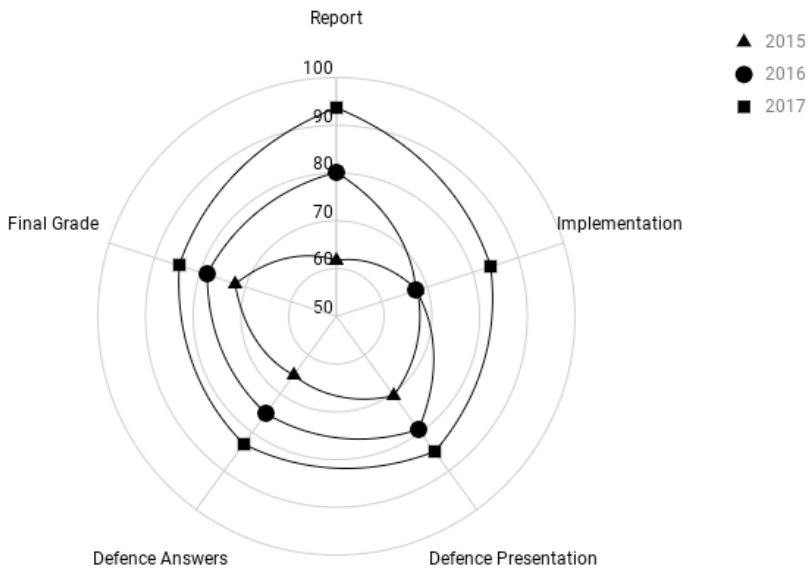 Report
100
90
80
70
60
50
Final Grade
Implementation
Defence Answers
Defence Presentation
2015
2016
2017